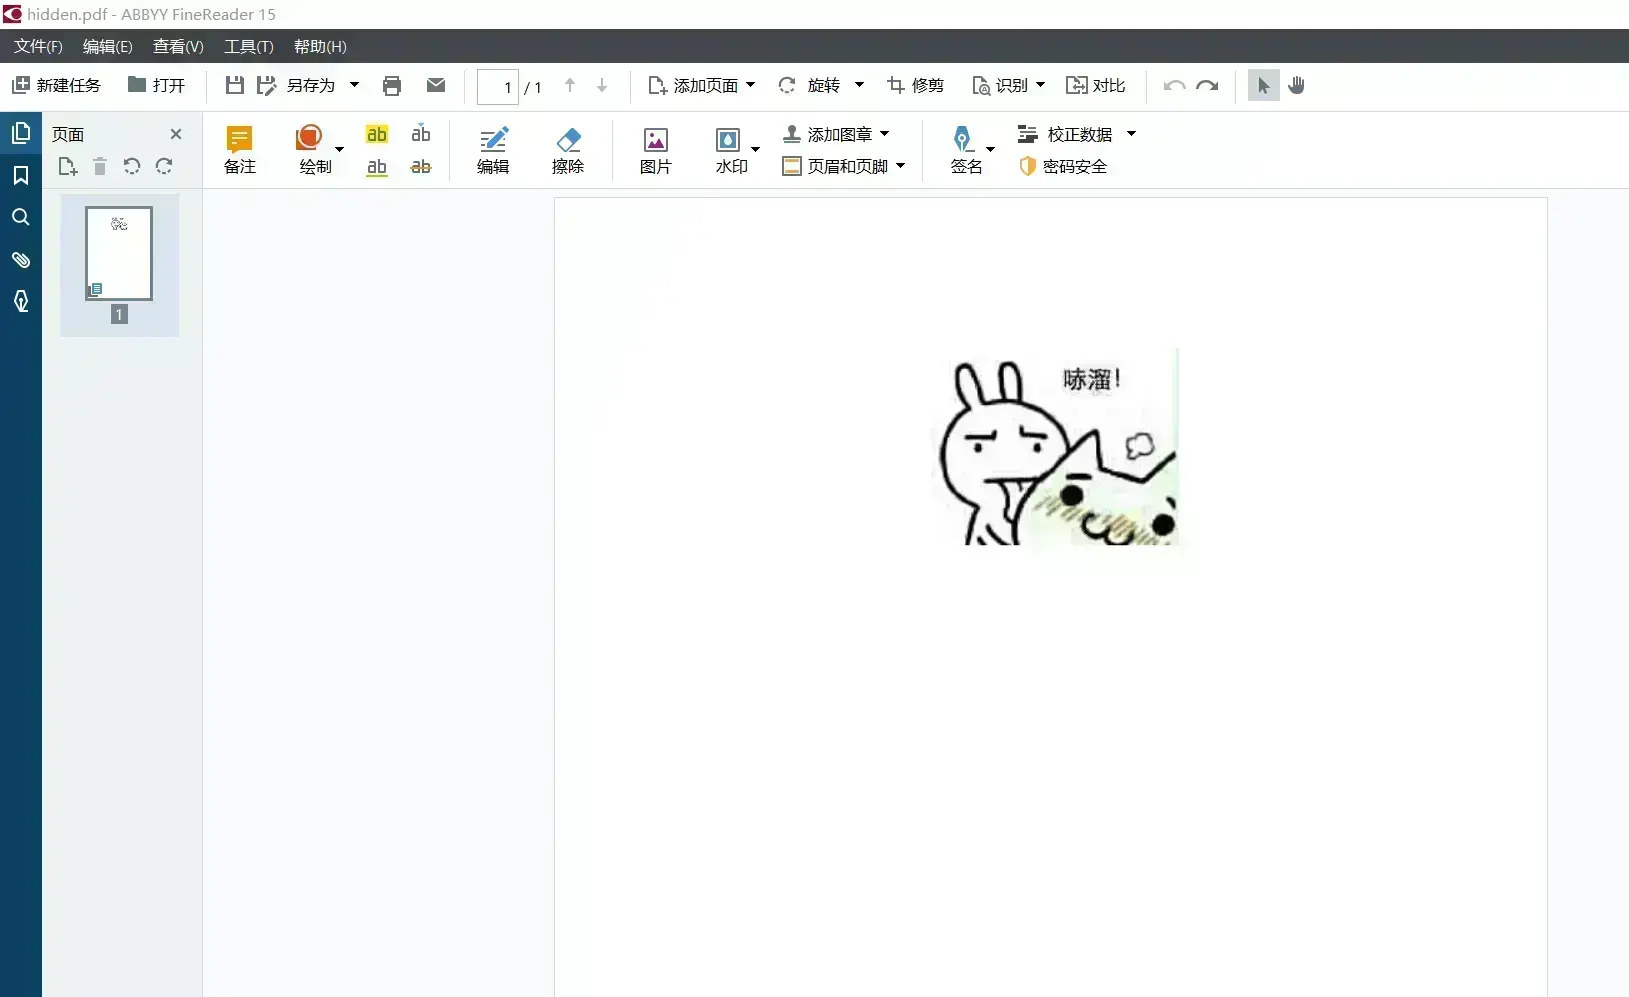 hidden.pdf - ABBYY FineReader 15
文件(F) 编辑(E) 查看(V) 工具(T) 帮助(H)
新建任务 打开 另存为 1 / 1 添加页面 旋转 修剪 识别 对比
页面
备注 绘制 ab ab ab ab 编辑 擦除 图片 水印 添加图章 页眉和页脚 签名 校正数据 密码安全
1
哧溜!